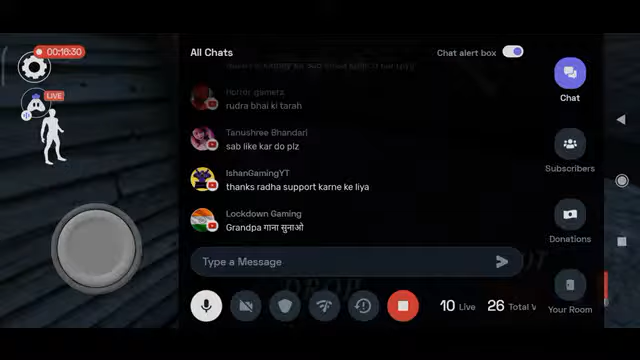 00:16:30
All Chats
Chat alert box
LIVE
Chat
Horror gamerz
rudra bhai ki tarah
Tanushree Bhandari
sab like kar do plz
IshanGamingYT
thanks radha support karne ke liya
Subscribers
Lockdown Gaming
Grandpa गाना सुनाओ
Donations
Type a Message
10 Live 26 Total V
Your Room